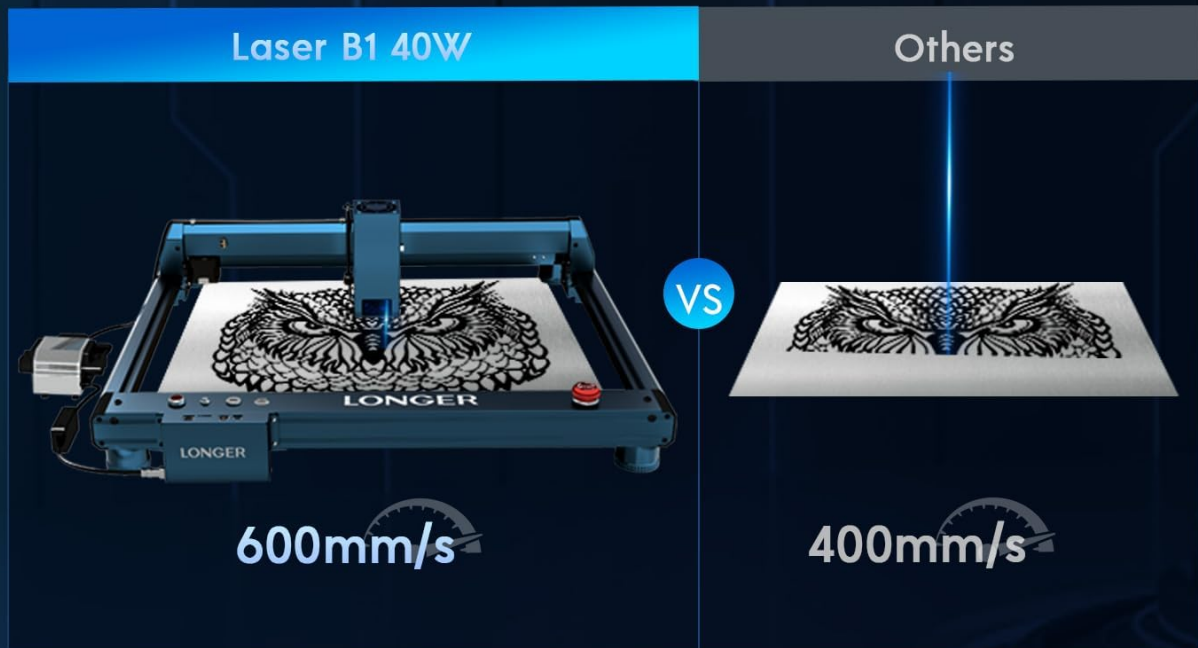 Laser B1 40W
Others
VS
LONGER
LONGER
600mm/s
400mm/s